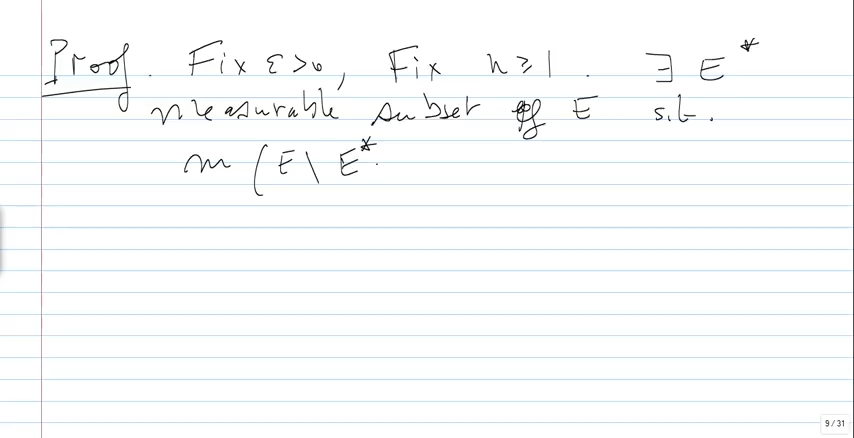 Proof. Fix ε>0, Fix n≥1. ∃ E*
measurable subset of E s.t.
m (E \ E*
9 / 31